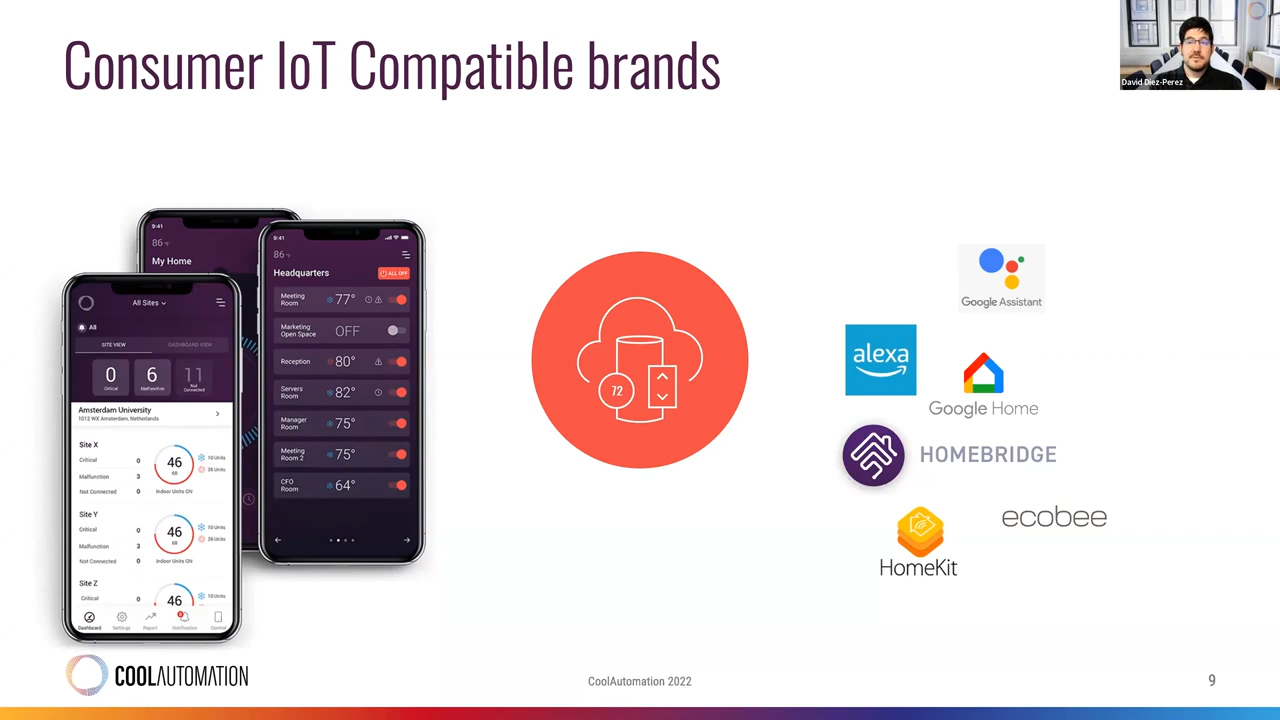 Consumer IoT Compatible brands
David Diez-Perez
9:41
86 °F
My Home
9:41
86 °F
Headquarters
ALL OFF
Meeting Room 77°
Marketing Open Space OFF
Reception 80°
Servers Room 82°
Manager Room 75°
Meeting Room 2 75°
CFO Room 64°
All Sites
All
SITE VIEW DASHBOARD VIEW
0 6 11
Critical Malfunction Not Connected
Amsterdam University
1012 WX Amsterdam, Netherlands
Site X
Critical 0
Malfunction 3
Not Connected 0
46
68
Indoor Units ON
10 Units
26 Units
Site Y
Critical 0
Malfunction 3
Not Connected 0
46
68
Indoor Units ON
10 Units
26 Units
Site Z
Critical 0
46
10 Units
Dashboard Settings Report Notification Control
72
Google Assistant
alexa
Google Home
HOMEBRIDGE
ecobee
HomeKit
COOLAUTOMATION
CoolAutomation 2022
9